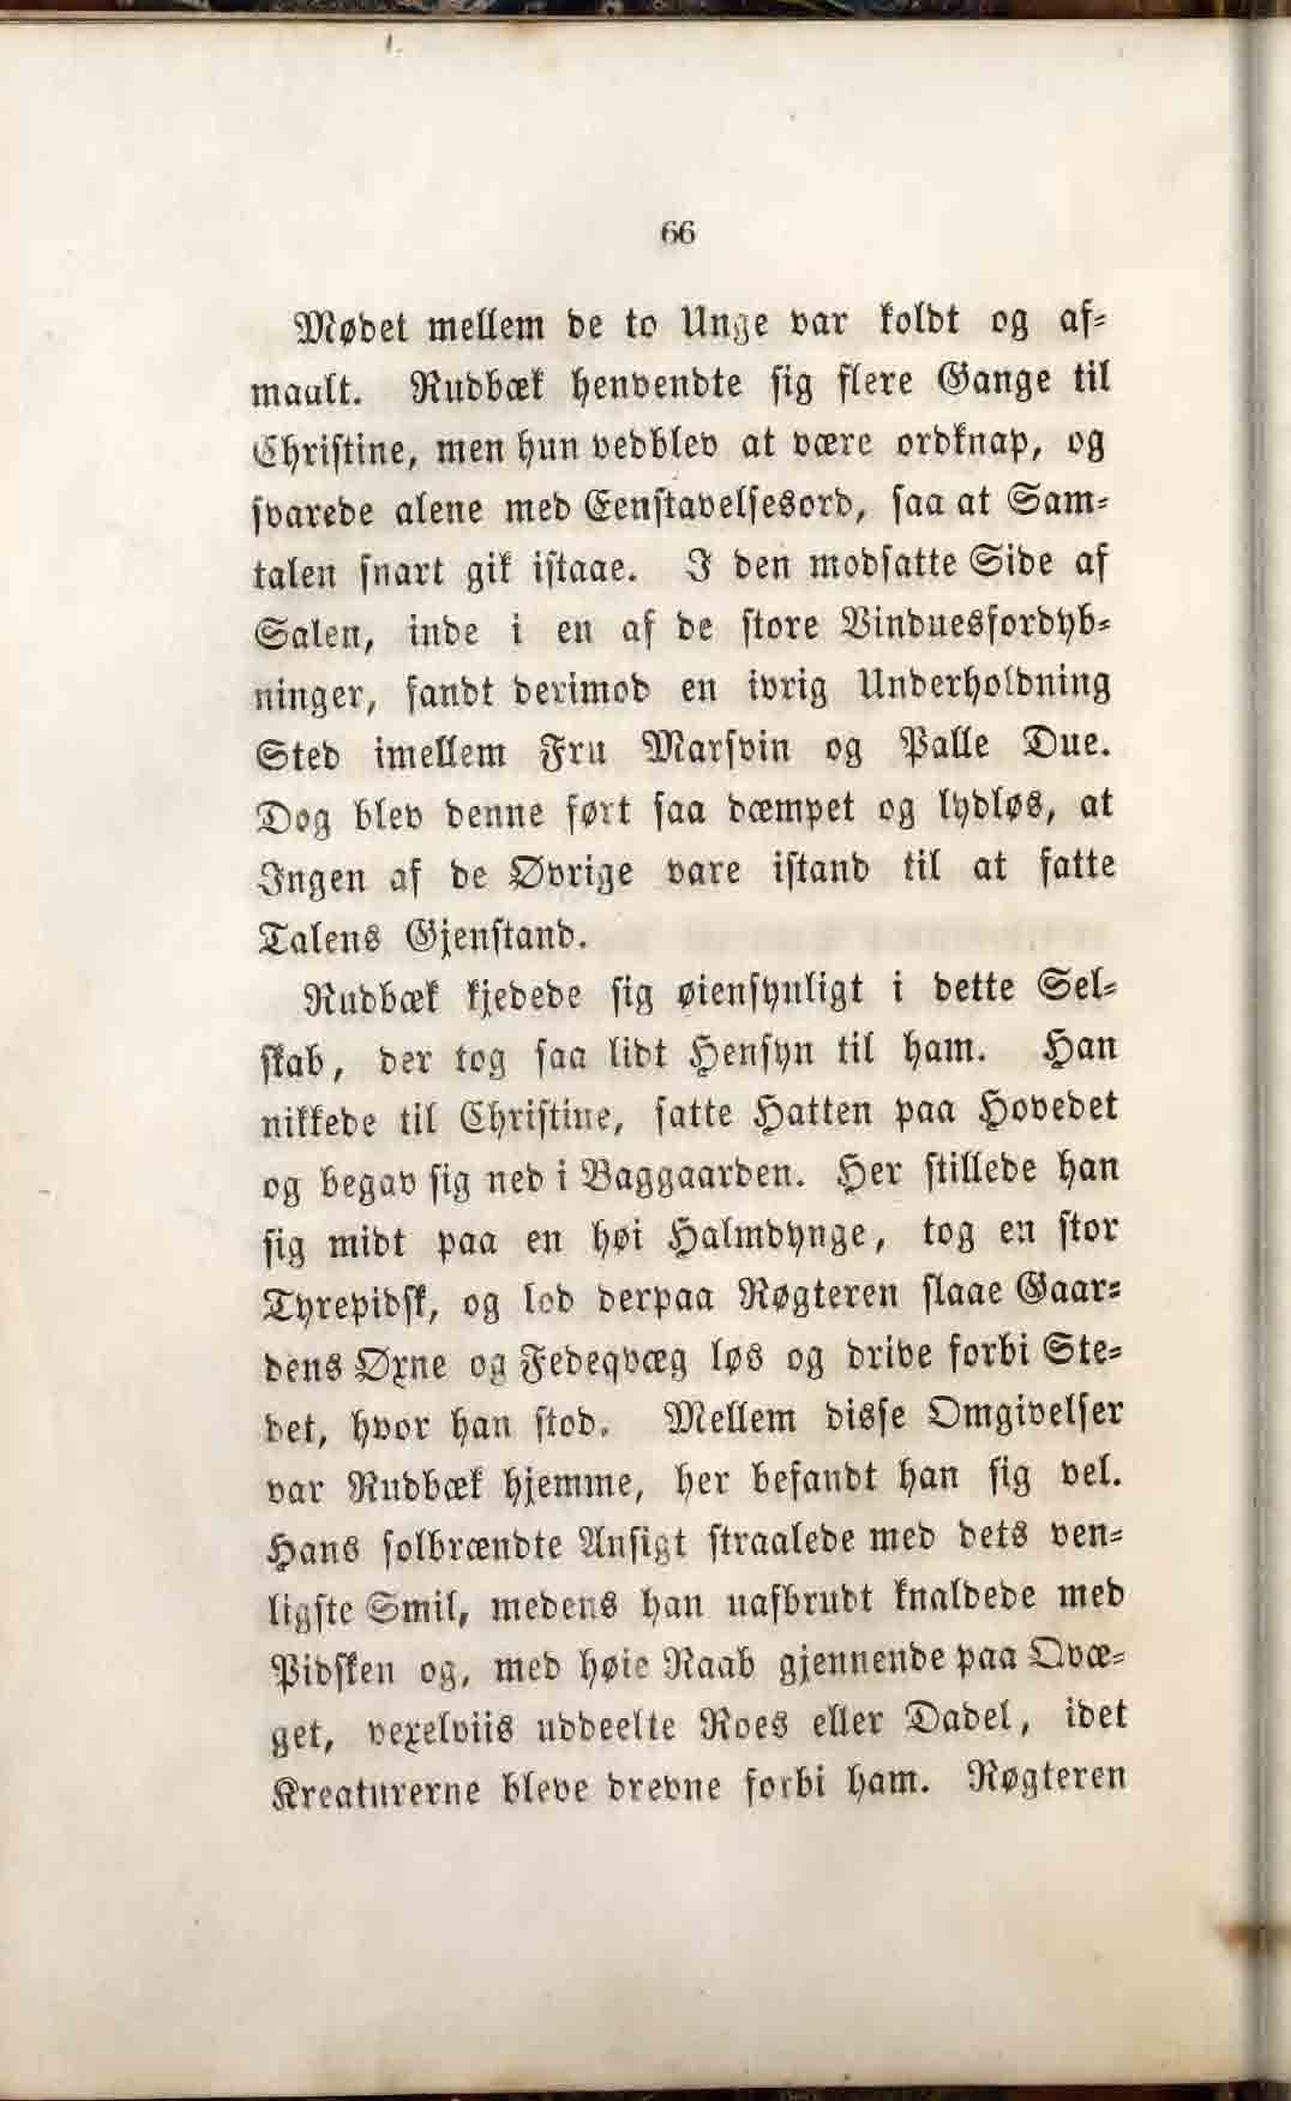 66
Mødet mellem de to Unge var koldt og af-
maalt. Rudbæk henvendte sig flere Gange til
Christine, men hun vedblev at være ordknap, og
svarede alene med Eenstavelsesord, saa at Sam-
talen snart gik istaae. I den modsatte Side af
Salen, inde i en af de store Vinduesfordyb-
ninger, fandt derimod en ivrig Underholdning
Sted imellem Fru Marsvin og Palle Due.
Dog blev denne ført saa dæmpet og lydløs, at
Ingen af de Øvrige vare istand til at fatte
Talens Gjenstand.
Rudbæk kjedede sig øiensynligt i dette Sel-
skab, der tog saa lidt Hensyn til ham. Han
nikkede til Christine, satte Hatten paa Hovedet
og begav sig ned i Baggaarden. Her stillede han
sig midt paa en høi Halmdynge, tog en stor
Tyrepidsk, og lod derpaa Røgteren slaae Gaar-
dens Øxne og Fedeqvæg løs og drive forbi Ste-
det, hvor han stod. Mellem disse Omgivelser
var Rudbæk hjemme, her befandt han sig vel.
Hans solbrændte Ansigt straalede med dets ven-
ligste Smil, medens han uafbrudt knaldede med
Pidsken og, med høie Raab gjennende paa Qvæ-
get, vexelviis uddeelte Roes eller Dadel, idet
Kreaturerne bleve drevne forbi ham. Røgteren